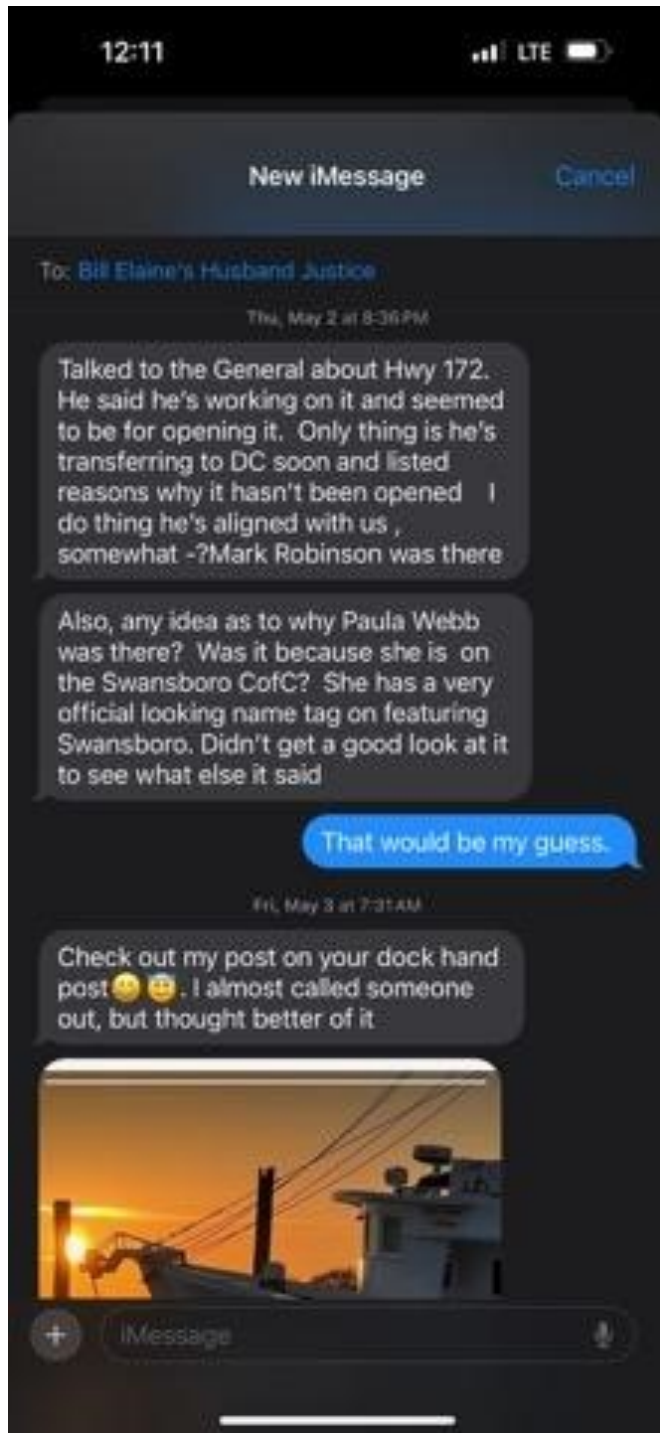 12:11
LTE
New iMessage
Cancel
To: Bill Elaine's Husband Justice
Thu, May 2 at 8:36 PM
Talked to the General about Hwy 172.
He said he's working on it and seemed
to be for opening it.  Only thing is he's
transferring to DC soon and listed
reasons why it hasn't been opened    I
do thing he's aligned with us ,
somewhat -?Mark Robinson was there
Also, any idea as to why Paula Webb
was there?  Was it because she is  on
the Swansboro CofC?  She has a very
official looking name tag on featuring
Swansboro. Didn't get a good look at it
to see what else it said
That would be my guess.
Fri, May 3 at 7:31 AM
Check out my post on your dock hand
post🙂😇. I almost called someone
out, but thought better of it
iMessage